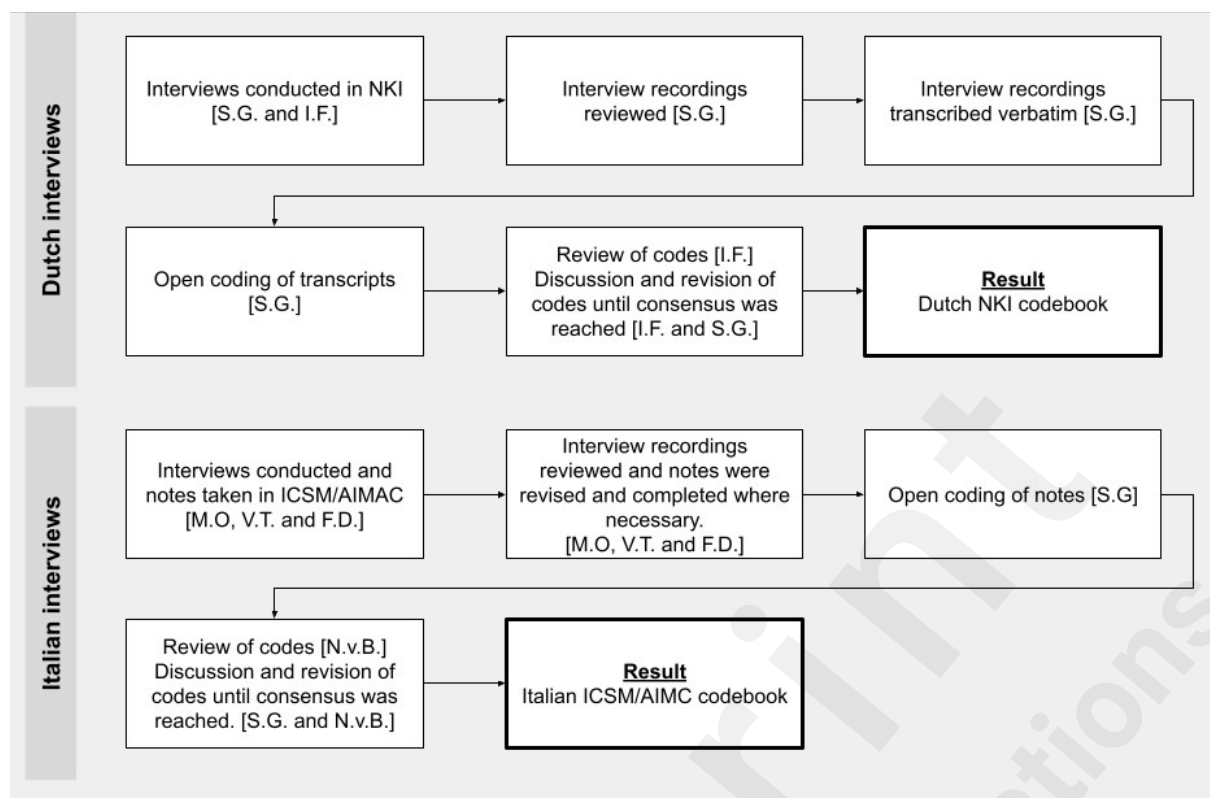 Dutch interviews
Interviews conducted in NKI
[S.G. and I.F.]
Interview recordings
reviewed [S.G.]
Interview recordings
transcribed verbatim [S.G.]
Open coding of transcripts
[S.G.]
Review of codes [I.F.]
Discussion and revision of
codes until consensus was
reached [I.F. and S.G.]
Result
Dutch NKI codebook
Italian interviews
Interviews conducted and
notes taken in ICSM/AIMAC
[M.O, V.T. and F.D.]
Interview recordings
reviewed and notes were
revised and completed where
necessary.
[M.O, V.T. and F.D.]
Open coding of notes [S.G]
Review of codes [N.v.B.]
Discussion and revision of
codes until consensus was
reached. [S.G. and N.v.B.]
Result
Italian ICSM/AIMC codebook
rint
tions